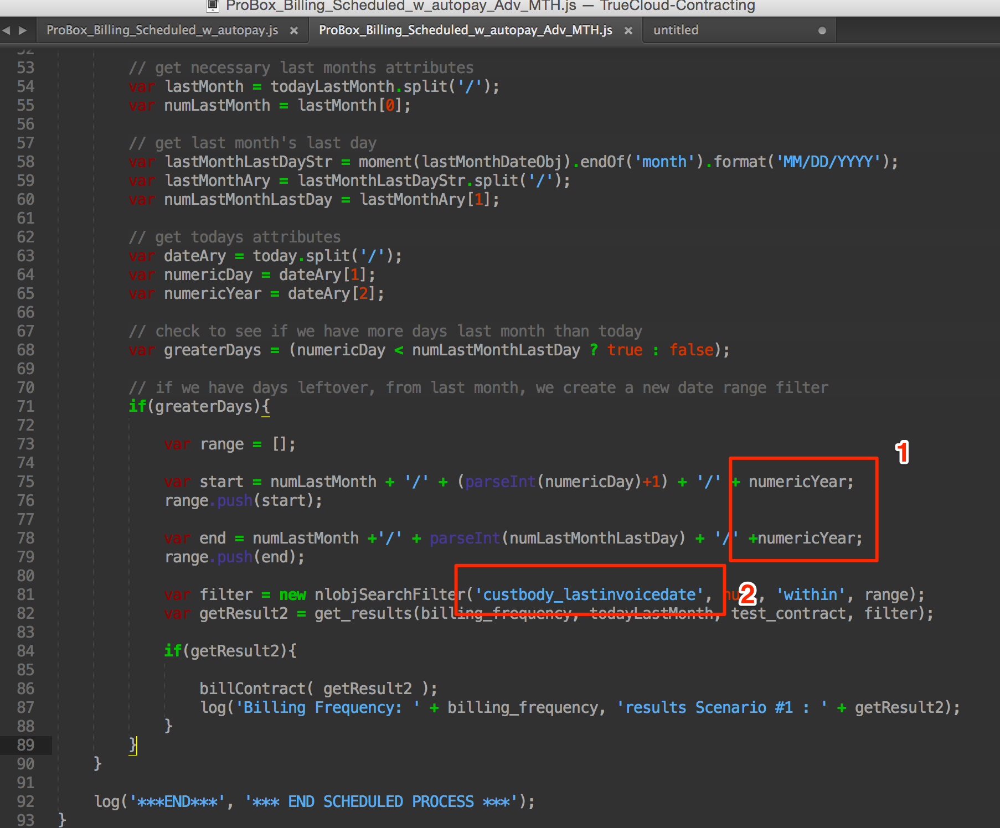 ProBox_Billing_Scheduled_w_autopay_Adv_MTH.js — TrueCloud-Contracting
ProBox_Billing_Scheduled_w_autopay.js × ProBox_Billing_Scheduled_w_autopay_Adv_MTH.js × untitled
52
53 // get necessary last months attributes
54 var lastMonth = todayLastMonth.split('/');
55 var numLastMonth = lastMonth[0];
56
57 // get last month's last day
58 var lastMonthLastDayStr = moment(lastMonthDateObj).endOf('month').format('MM/DD/YYYY');
59 var lastMonthAry = lastMonthLastDayStr.split('/');
60 var numLastMonthLastDay = lastMonthAry[1];
61
62 // get todays attributes
63 var dateAry = today.split('/');
64 var numericDay = dateAry[1];
65 var numericYear = dateAry[2];
66
67 // check to see if we have more days last month than today
68 var greaterDays = (numericDay < numLastMonthLastDay ? true : false);
69
70 // if we have days leftover, from last month, we create a new date range filter
71 if(greaterDays){
72
73 var range = [];
74
1
75 var start = numLastMonth + '/' + (parseInt(numericDay)+1) + '/' + numericYear;
76 range.push(start);
77
78 var end = numLastMonth +'/' + parseInt(numLastMonthLastDay) + '/' +numericYear;
79 range.push(end);
80
81 var filter = new nlobjSearchFilter('custbody_lastinvoicedate', , 'within', range);
2
82 var getResult2 = get_results(billing_frequency, todayLastMonth, test_contract, filter);
83
84 if(getResult2){
85
86 billContract( getResult2 );
87 log('Billing Frequency: ' + billing_frequency, 'results Scenario #1 : ' + getResult2);
88 }
89 }
90 }
91
92 log('***END***', '*** END SCHEDULED PROCESS ***');
93 }